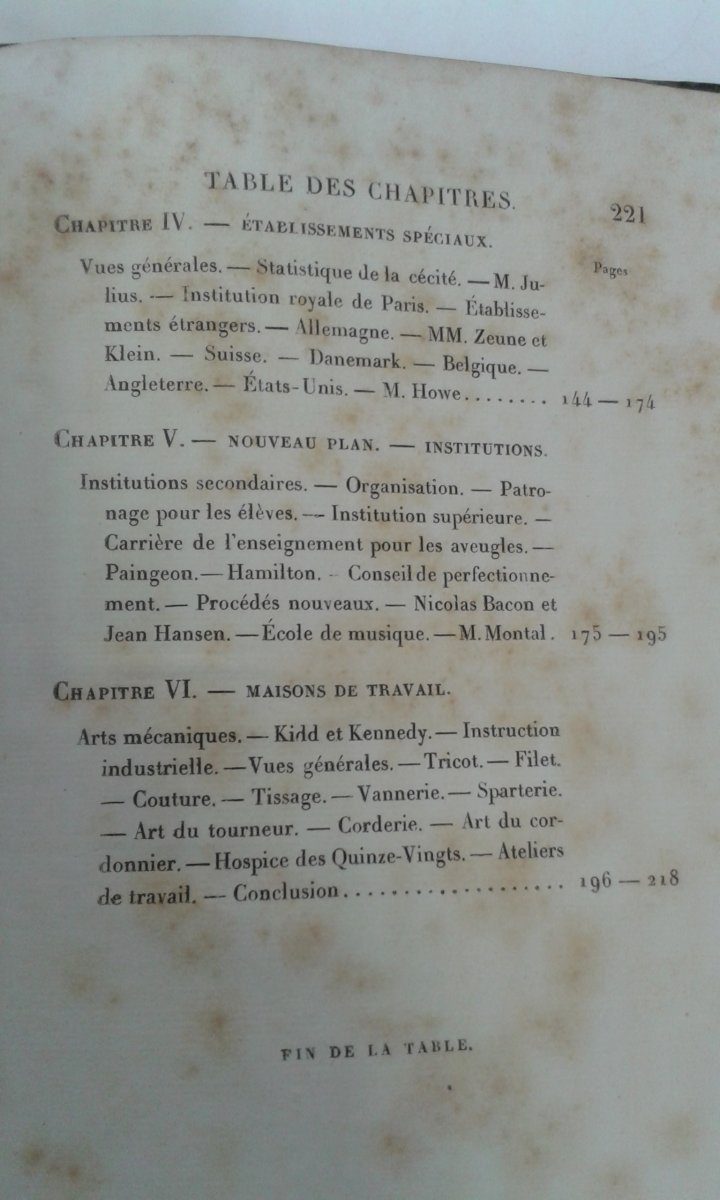 TABLE DES CHAPITRES. 221
CHAPITRE IV. — ÉTABLISSEMENTS SPÉCIAUX.
Pages
Vues générales. — Statistique de la cécité. — M. Ju-
lius. — Institution royale de Paris. — Établisse-
ments étrangers. — Allemagne. — MM. Zeune et
Klein. — Suisse. — Danemark. — Belgique. —
Angleterre. — États-Unis. — M. Howe........ 144 — 174
CHAPITRE V. — NOUVEAU PLAN. — INSTITUTIONS.
Institutions secondaires. — Organisation. — Patro-
nage pour les élèves. — Institution supérieure. —
Carrière de l'enseignement pour les aveugles. —
Paingeon. — Hamilton. – Conseil de perfectionne-
ment. — Procédés nouveaux. — Nicolas Bacon et
Jean Hansen. — École de musique. — M. Montal. 175 — 195
CHAPITRE VI. — MAISONS DE TRAVAIL.
Arts mécaniques. — Kidd et Kennedy. — Instruction
industrielle. — Vues générales. — Tricot. — Filet.
— Couture. — Tissage. — Vannerie. — Sparterie.
— Art du tourneur. — Corderie. — Art du cor-
donnier. — Hospice des Quinze-Vingts. — Ateliers
de travail. — Conclusion.................... 196 — 218
FIN DE LA TABLE.